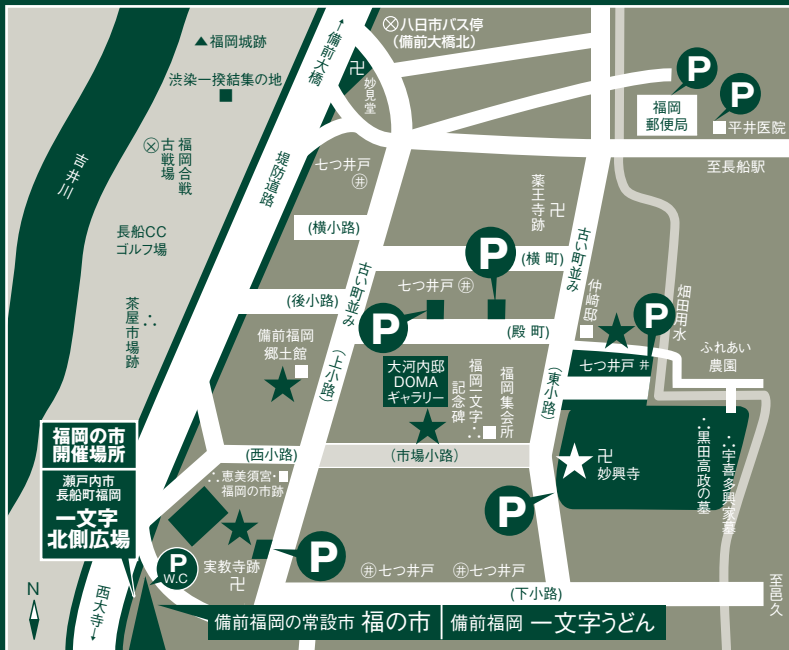 ▲福岡城跡
渋染一揆結集の地
福岡合戦
古戦場
吉井川
長船CC
ゴルフ場
茶屋市場跡
↑備前大橋
堤防道路
西大寺↓
八日市バス停
(備前大橋北)
卍
妙見堂
P
福岡
郵便局
P
平井医院
至長船駅
七つ井戸
井
薬王寺跡
卍
(横小路)
P
(横町)
古い町並み
古い町並み
七つ井戸 井
仲﨑邸
畑田用水
(後小路)
P
(殿町)
P
備前福岡
郷土館
(上小路)
大河内邸
DOMA
ギャラリー
福岡一文字
記念碑
福岡集会所
(東小路)
七つ井戸 井
ふれあい
農園
福岡の市
開催場所
瀬戸内市
長船町福岡
一文字
北側広場
(西小路)
(市場小路)
恵美須宮・
福岡の市跡
卍
妙興寺
黒田高政の墓
宇喜多興家墓
P
P
W.C
実教寺跡
卍
P
井七つ井戸
井七つ井戸
(下小路)
至邑久
N
備前福岡の常設市 福の市
備前福岡 一文字うどん